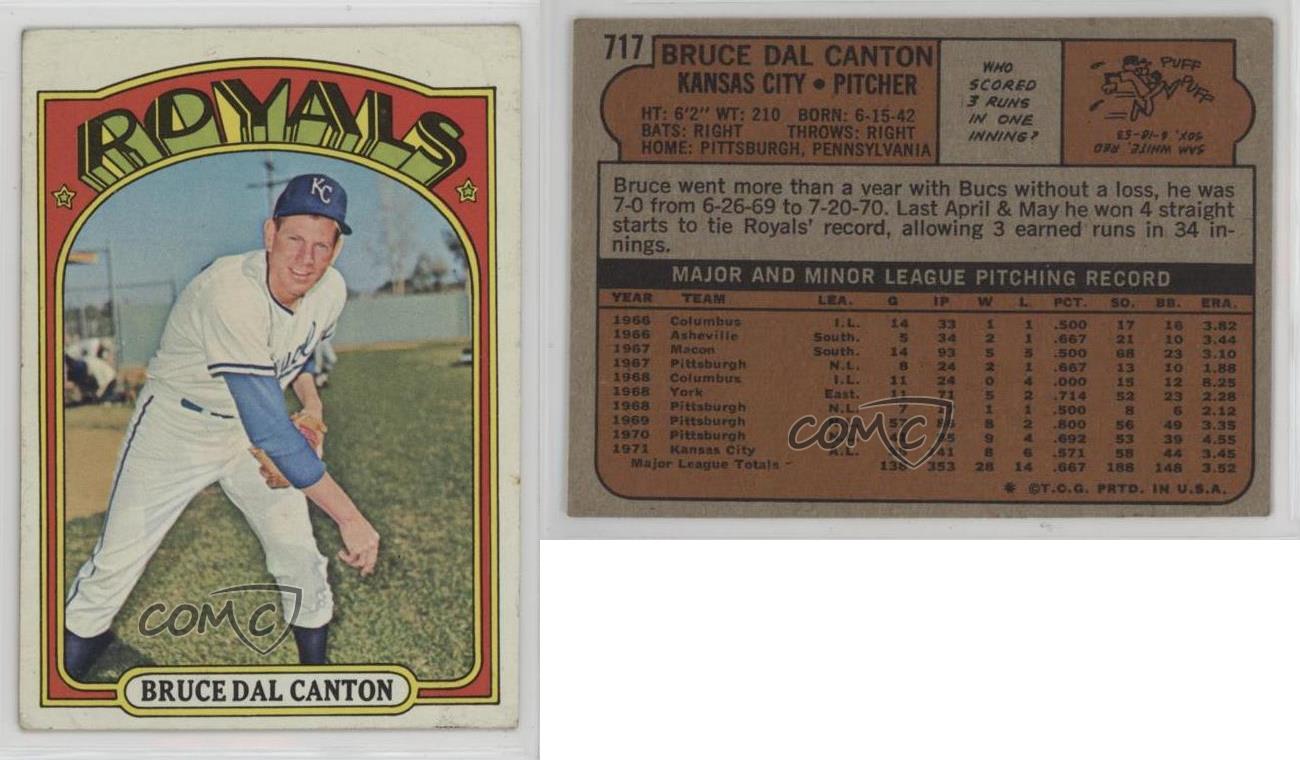 ROYALS
KC
BRUCE DAL CANTON
COMC
717
BRUCE DAL CANTON
KANSAS CITY • PITCHER
HT: 6'2" WT: 210 BORN: 6-15-42
BATS: RIGHT THROWS: RIGHT
HOME: PITTSBURGH, PENNSYLVANIA
WHO
SCORED
3 RUNS
IN ONE
INNING?
PUFF
PUFF
SAM WHITE, RED
SOX, 6-18-53
Bruce went more than a year with Bucs without a loss, he was
7-0 from 6-26-69 to 7-20-70. Last April & May he won 4 straight
starts to tie Royals' record, allowing 3 earned runs in 34 in-
nings.
MAJOR AND MINOR LEAGUE PITCHING RECORD
YEAR TEAM LEA. G IP W L PCT. SO. BB. ERA.
1966 Columbus I.L. 14 33 1 1 .500 17 16 3.82
1966 Asheville South. 5 34 2 1 .667 21 10 3.44
1967 Macon South. 14 93 5 5 .500 68 23 3.10
1967 Pittsburgh N.L. 8 24 2 1 .667 13 10 1.88
1968 Columbus I.L. 11 24 0 4 .000 15 12 8.25
1968 York East. 11 71 5 2 .714 52 23 2.28
1968 Pittsburgh N.L. 7 1 1 .500 8 6 2.12
1969 Pittsburgh 57 8 2 .800 56 49 3.35
1970 Pittsburgh 9 4 .692 53 39 4.55
1971 Kansas City A.L. 8 6 .571 58 44 3.45
Major League Totals 138 353 28 14 .667 188 148 3.52
* ©T.C.G. PRTD. IN U.S.A.
COMC